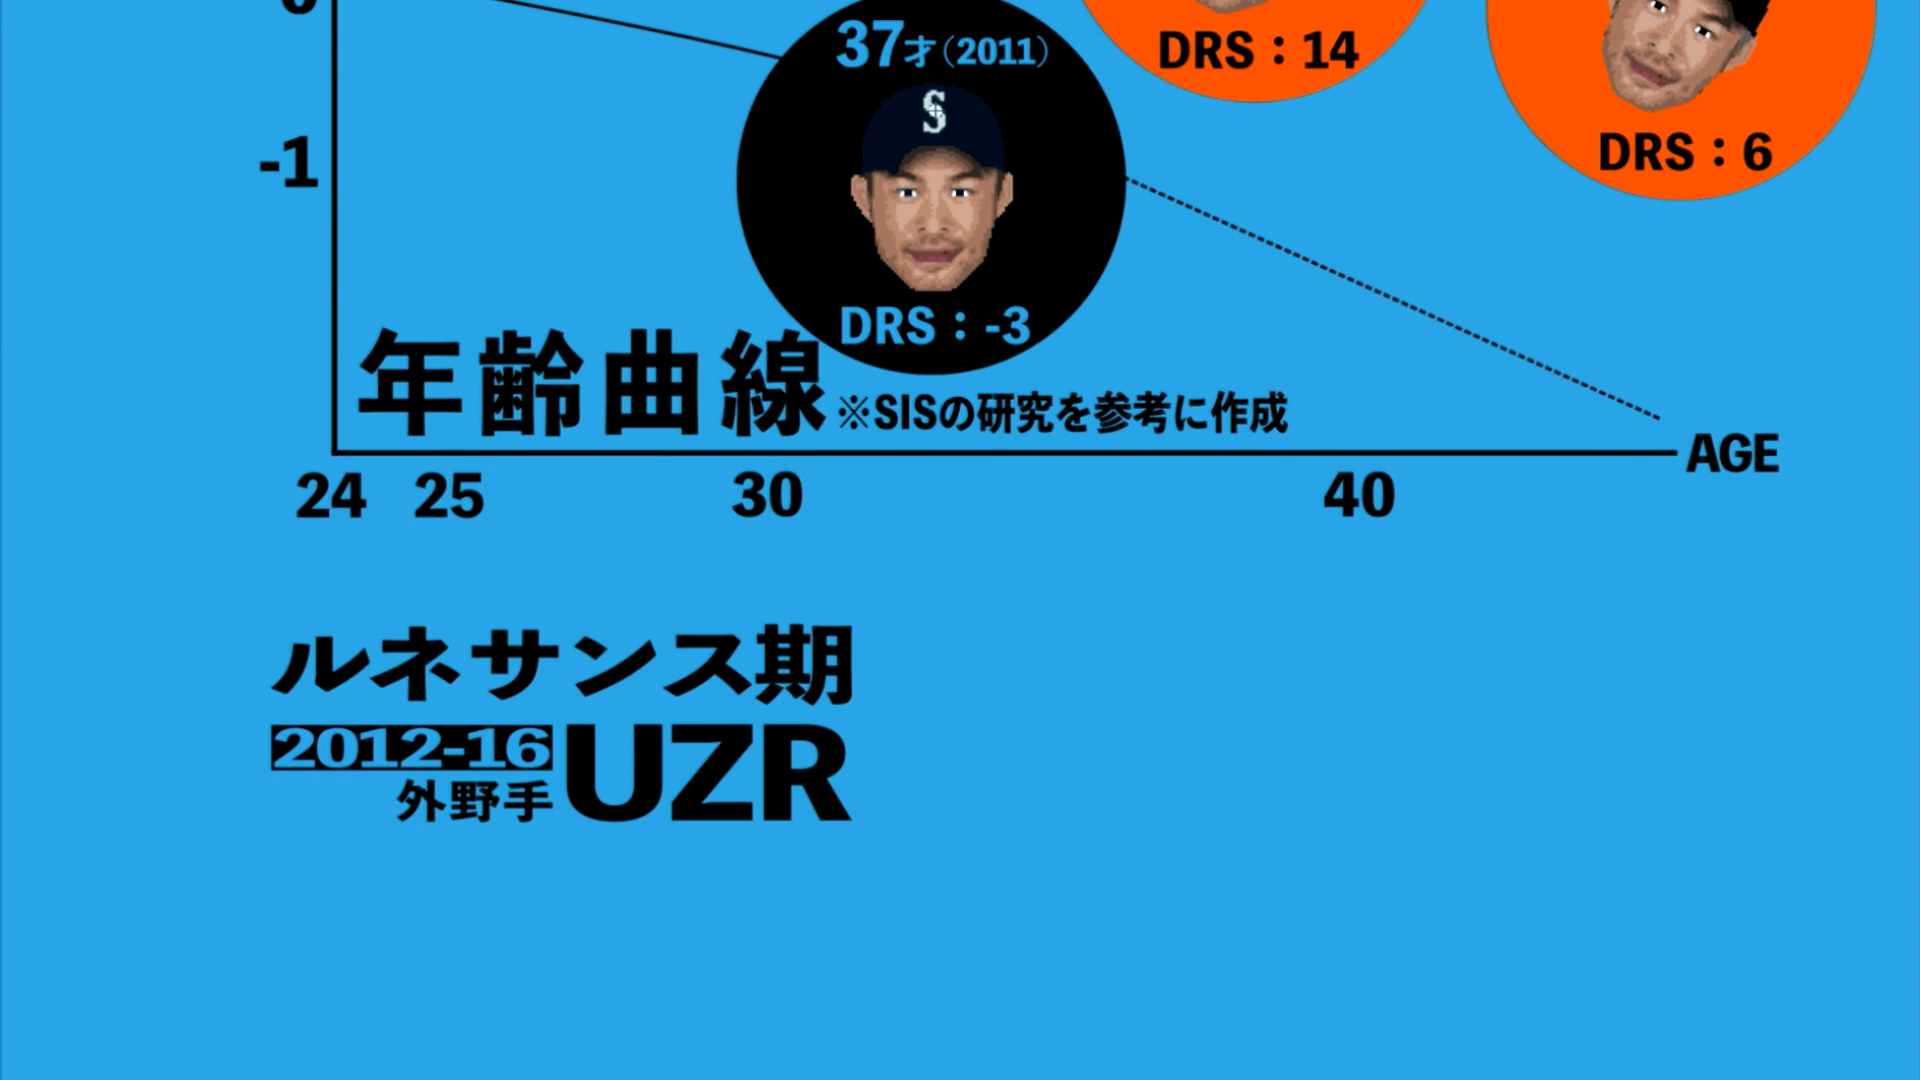 0
37才（2011）
DRS：14
DRS：6
-1
S
DRS：-3
年齢曲線 ※SISの研究を参考に作成
AGE
24 25 30 40
ルネサンス期
2012-16
外野手 UZR